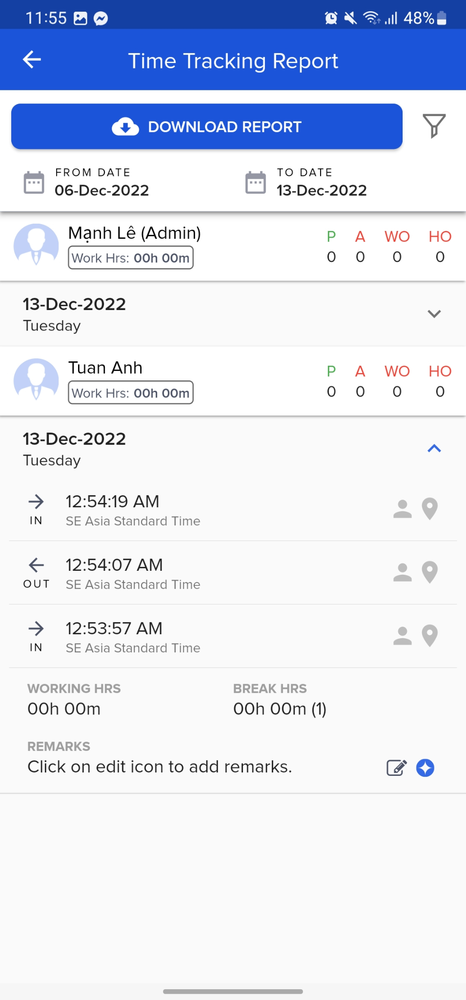 11:55 48%
Time Tracking Report
DOWNLOAD REPORT
FROM DATE
06-Dec-2022
TO DATE
13-Dec-2022
Mạnh Lê (Admin)
Work Hrs: 00h 00m
P A WO HO
0 0 0 0
13-Dec-2022
Tuesday
Tuan Anh
Work Hrs: 00h 00m
P A WO HO
0 0 0 0
13-Dec-2022
Tuesday
12:54:19 AM
IN SE Asia Standard Time
12:54:07 AM
OUT SE Asia Standard Time
12:53:57 AM
IN SE Asia Standard Time
WORKING HRS
00h 00m
BREAK HRS
00h 00m (1)
REMARKS
Click on edit icon to add remarks.